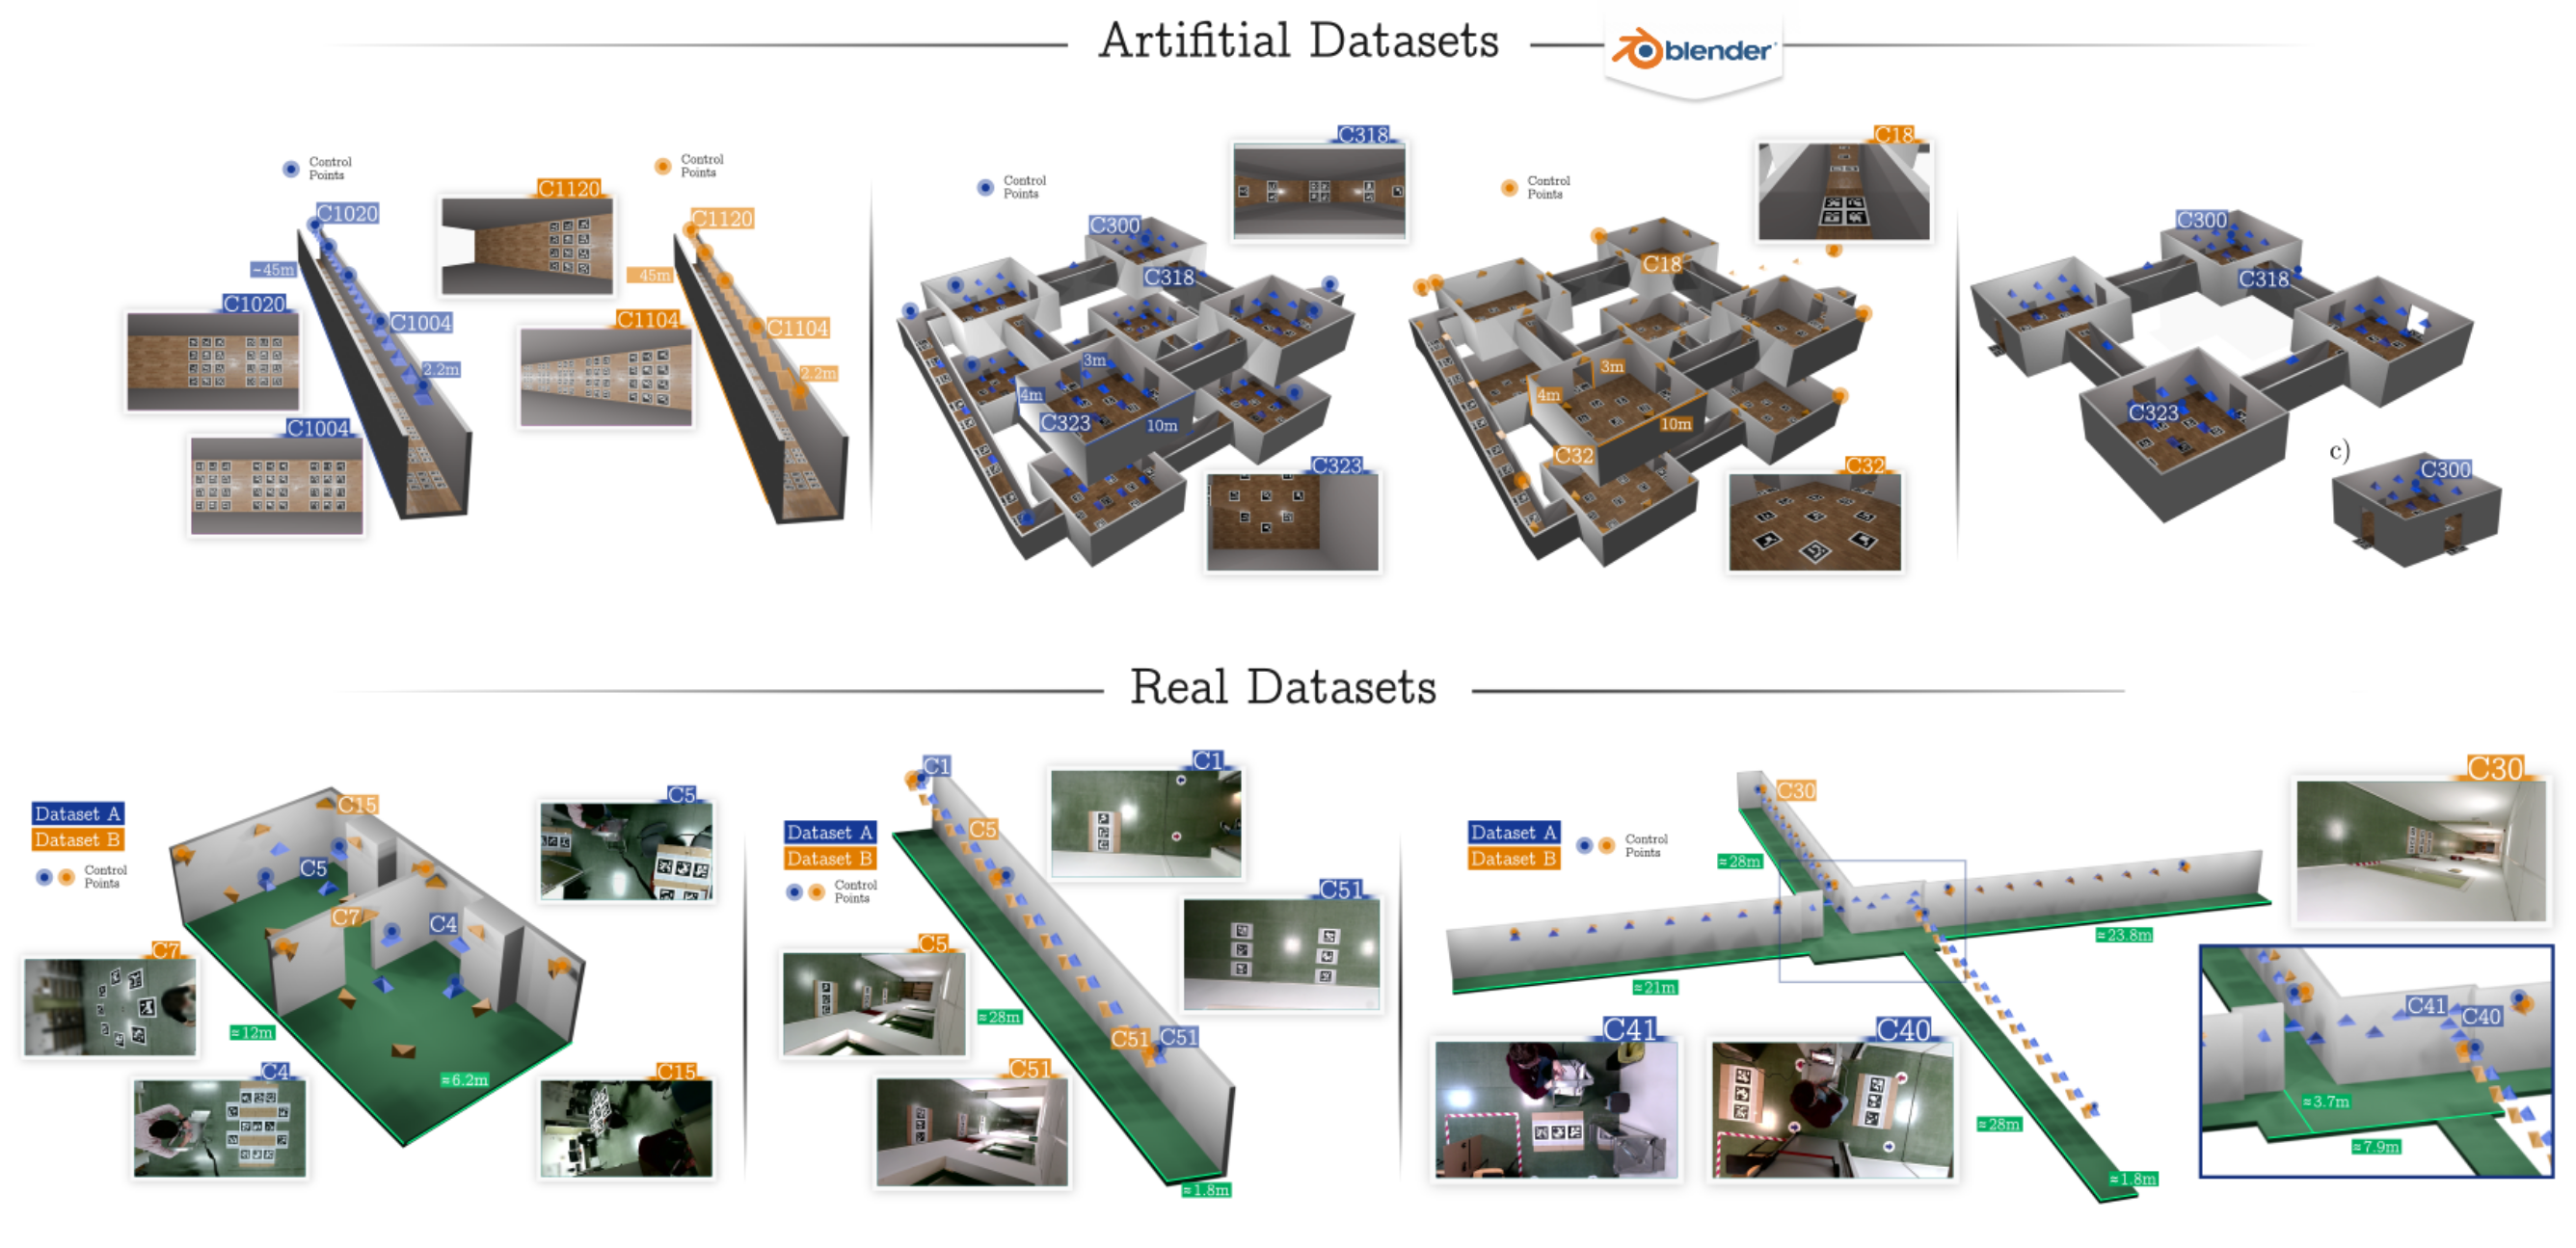 Artifitial Datasets
blender
Control
Points
C1020
~45m
C1020
C1004
2.2m
C1004
Control
Points
C1120
C1120
45m
C1104
C1104
2.2m
Control
Points
C318
C300
C318
3m
4m
C323
10m
C323
Control
Points
C18
C18
3m
4m
10m
C32
C32
C300
C318
C323
c)
C300
Real Datasets
Dataset A
Dataset B
Control
Points
C15
C5
C5
C7
C4
C7
≈12m
C4
≈6.2m
C15
Dataset A
Dataset B
Control
Points
C1
C1
C5
C51
C5
≈28m
C51
C51
C51
≈1.8m
Dataset A
Dataset B
Control
Points
C30
C30
≈28m
≈23.8m
≈21m
C41
C40
≈28m
≈1.8m
C41
C40
≈3.7m
≈7.9m